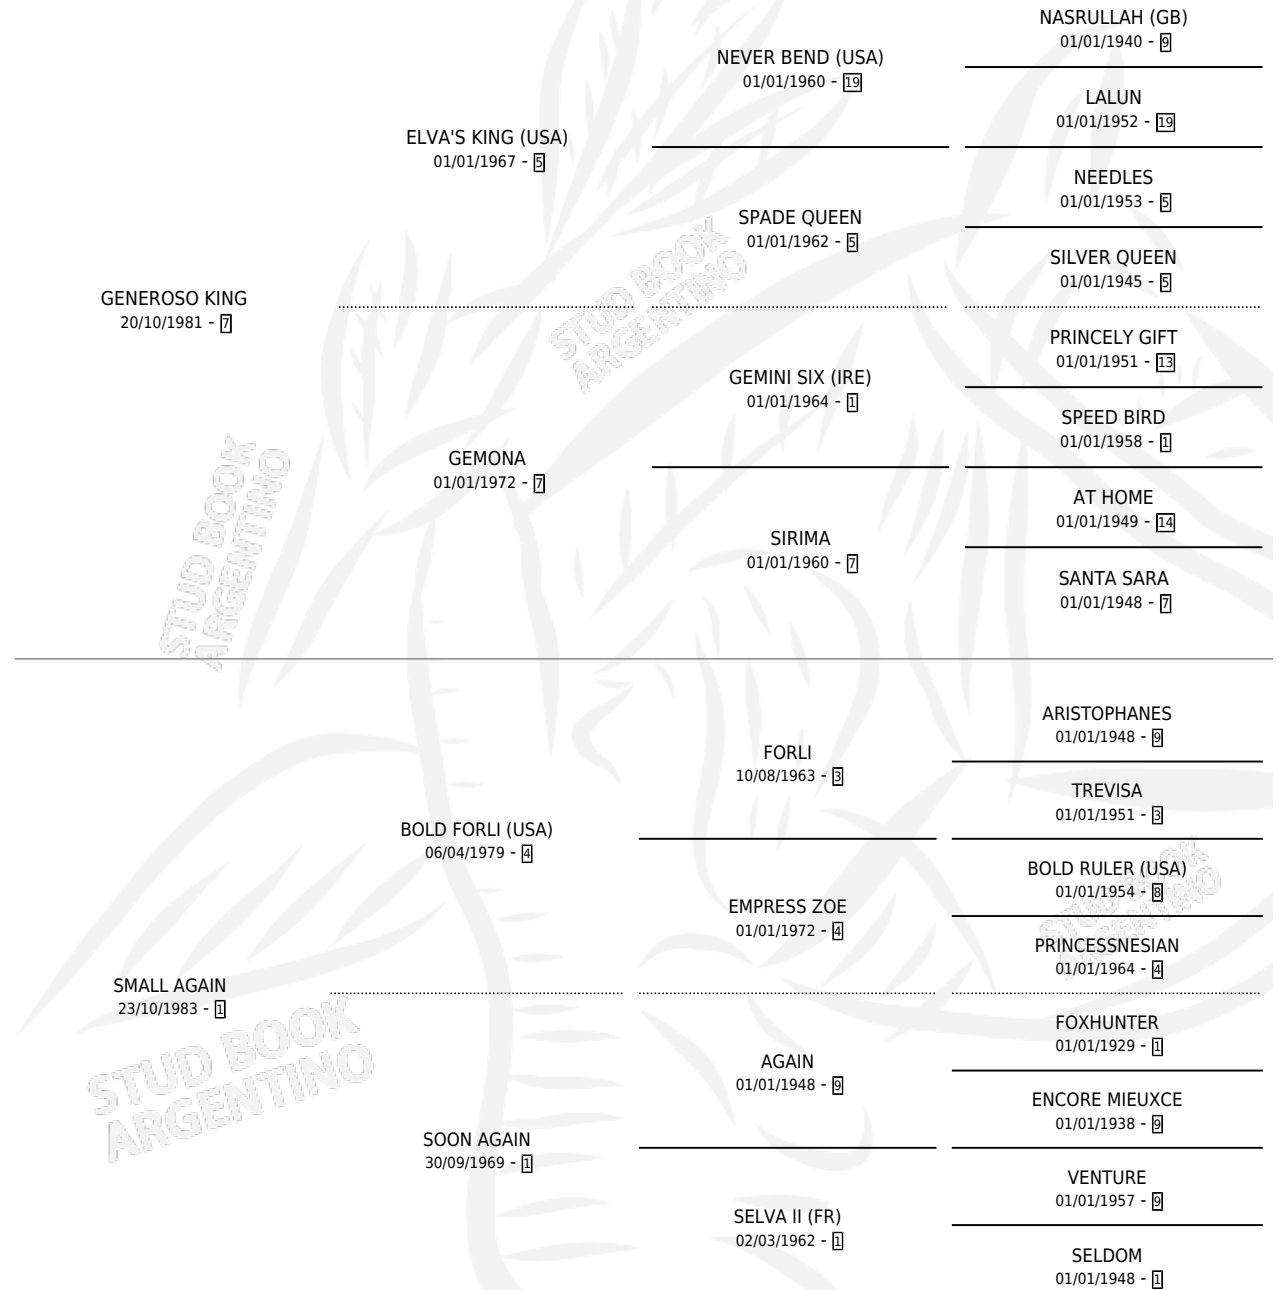 NASRULLAH (GB)
01/01/1940 - 9
NEVER BEND (USA)
01/01/1960 - 19
LALUN
01/01/1952 - 19
ELVA'S KING (USA)
01/01/1967 - 5
NEEDLES
01/01/1953 - 5
SPADE QUEEN
01/01/1962 - 5
SILVER QUEEN
01/01/1945 - 5
GENEROSO KING
20/10/1981 - 7
STUD BOOK
ARGENTINO
PRINCELY GIFT
01/01/1951 - 13
GEMINI SIX (IRE)
01/01/1964 - 1
SPEED BIRD
01/01/1958 - 1
GEMONA
01/01/1972 - 7
AT HOME
01/01/1949 - 14
SIRIMA
01/01/1960 - 7
SANTA SARA
01/01/1948 - 7
STUD BOOK
ARGENTINO
ARISTOPHANES
01/01/1948 - 9
FORLI
10/08/1963 - 3
TREVISA
01/01/1951 - 3
BOLD FORLI (USA)
06/04/1979 - 4
BOLD RULER (USA)
01/01/1954 - 8
STUD BOOK
ARGENTINO
EMPRESS ZOE
01/01/1972 - 4
PRINCESSNESIAN
01/01/1964 - 4
SMALL AGAIN
23/10/1983 - 1
FOXHUNTER
01/01/1929 - 1
AGAIN
01/01/1948 - 9
ENCORE MIEUXCE
01/01/1938 - 9
STUD BOOK
ARGENTINO
SOON AGAIN
30/09/1969 - 1
VENTURE
01/01/1957 - 9
SELVA II (FR)
02/03/1962 - 1
SELDOM
01/01/1948 - 1